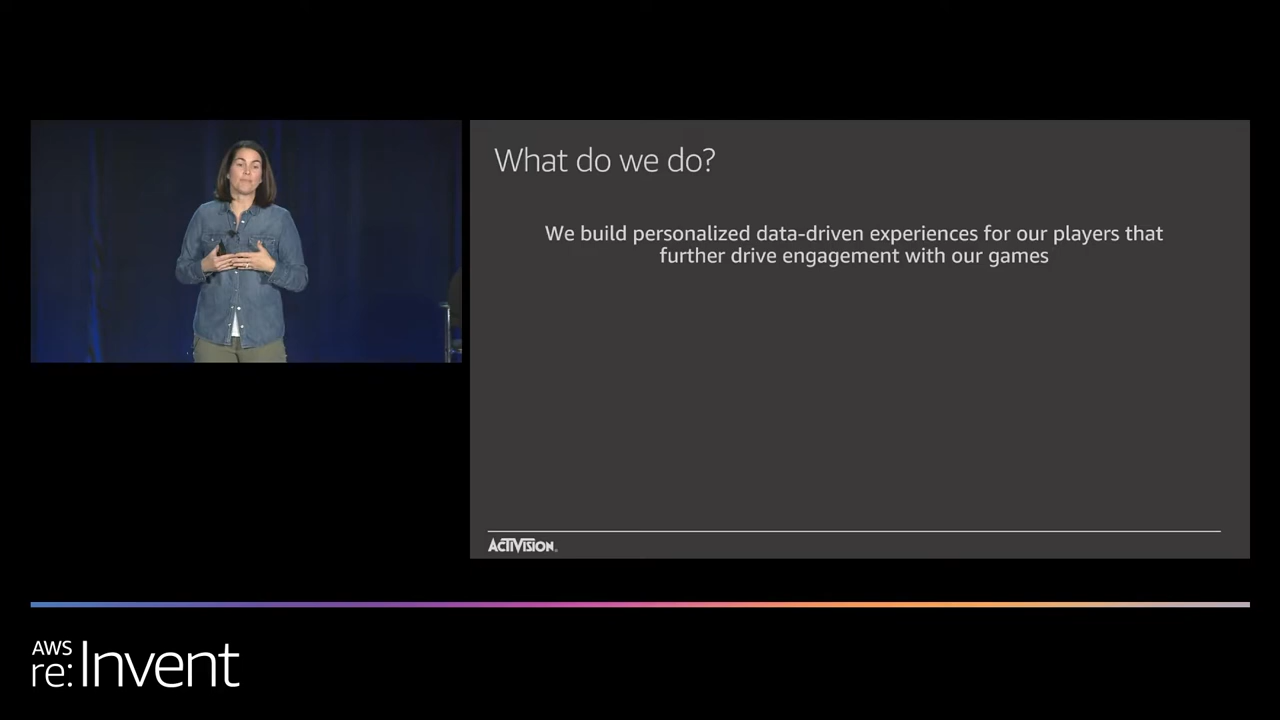 What do we do?
We build personalized data-driven experiences for our players that
further drive engagement with our games
ACTIVISION.
AWS
re:Invent